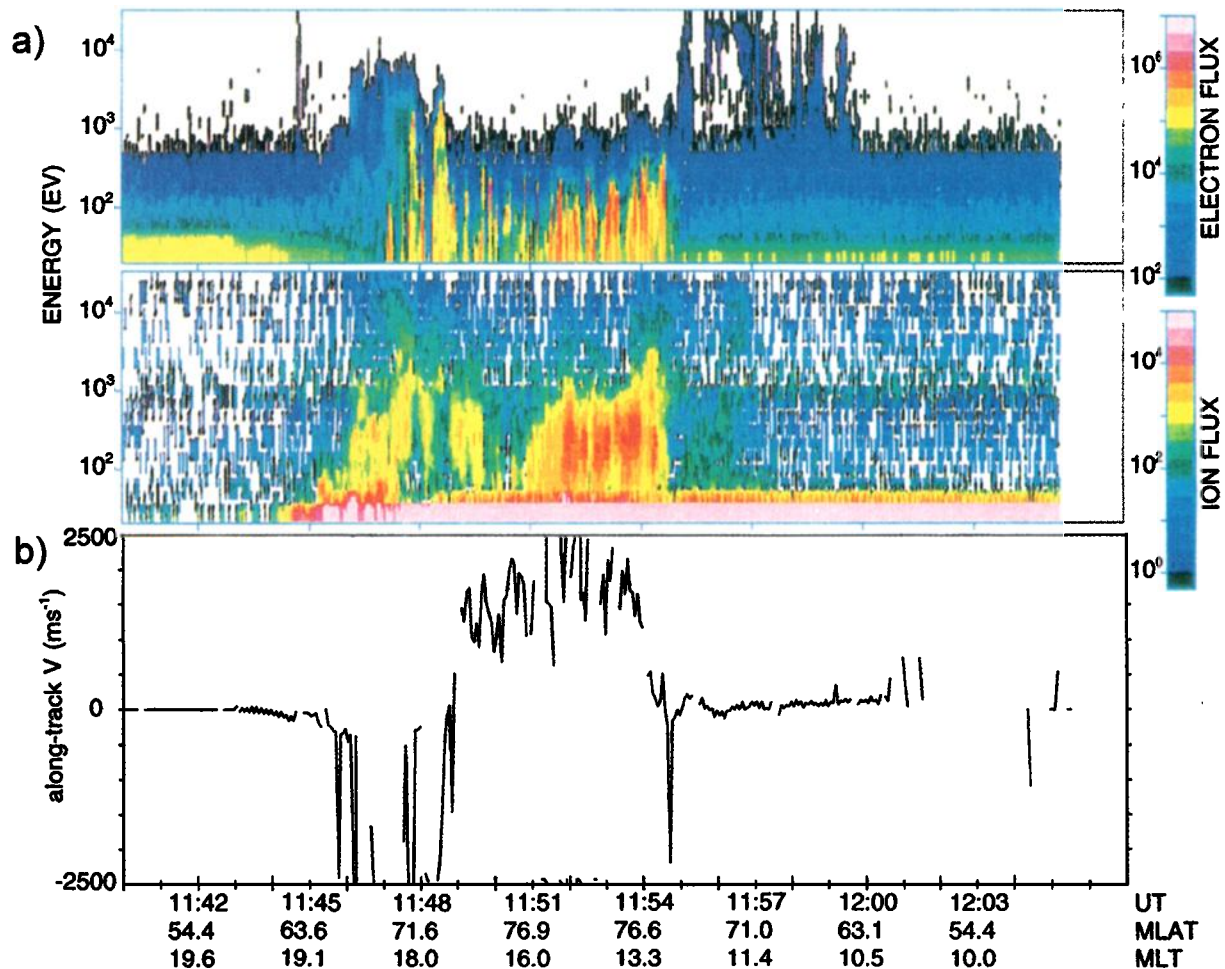 a)
ENERGY (EV)
10⁴
10³
10²
10⁴
10³
10²
ELECTRON FLUX
10⁶
10⁴
10²
ION FLUX
10⁴
10²
10⁰
b)
along-track V (ms⁻¹)
2500
0
-2500
11:42 11:45 11:48 11:51 11:54 11:57 12:00 12:03 UT
54.4 63.6 71.6 76.9 76.6 71.0 63.1 54.4 MLAT
19.6 19.1 18.0 16.0 13.3 11.4 10.5 10.0 MLT